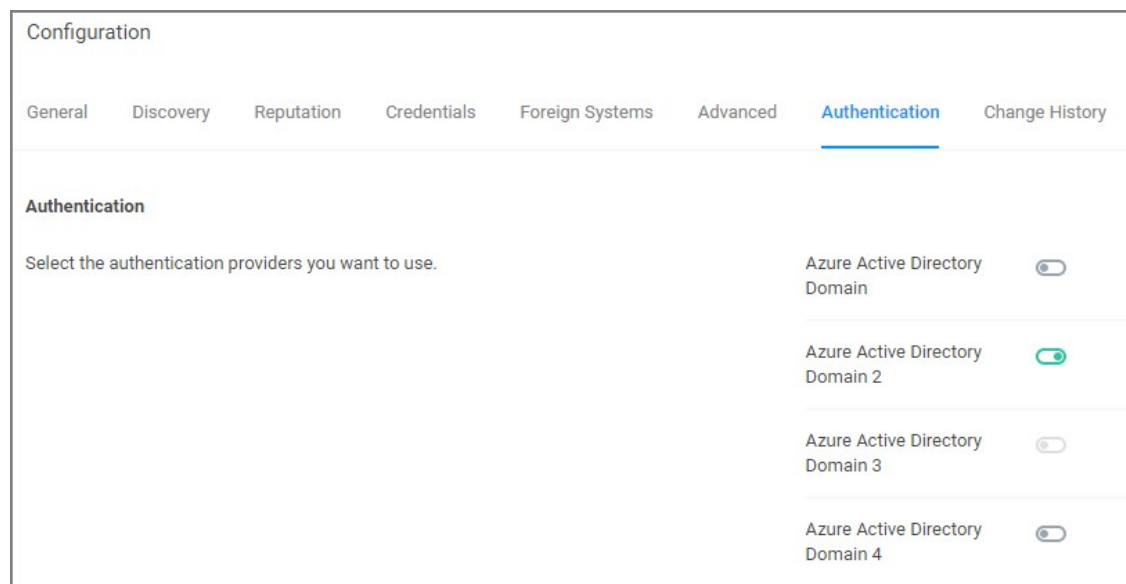 Configuration
General Discovery Reputation Credentials Foreign Systems Advanced Authentication Change History
Authentication
Select the authentication providers you want to use.
Azure Active Directory
Domain
Azure Active Directory
Domain 2
Azure Active Directory
Domain 3
Azure Active Directory
Domain 4